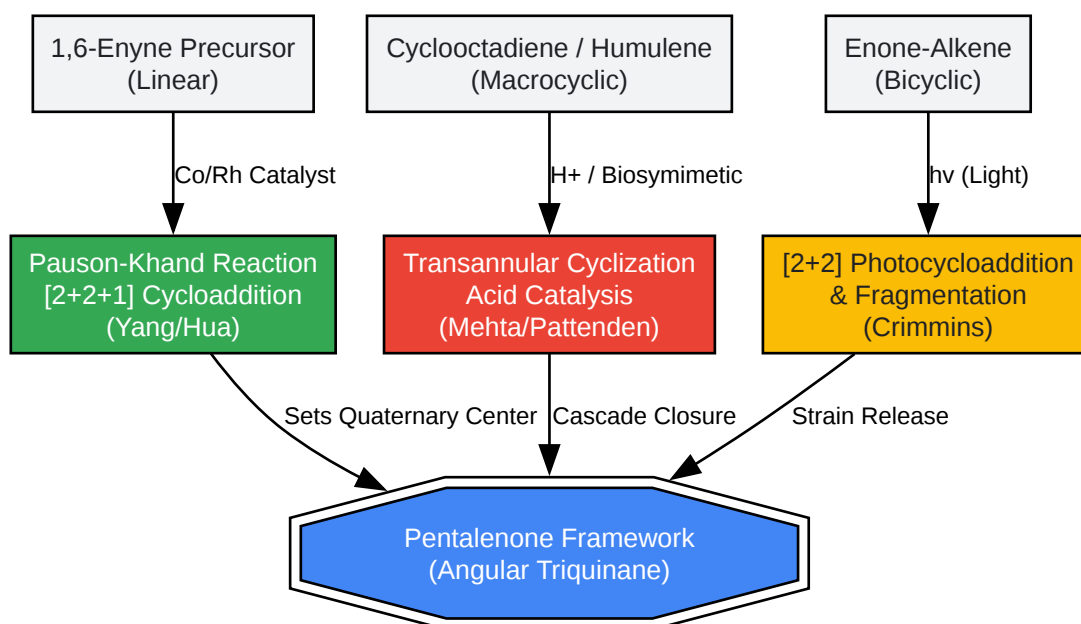 1,6-Enyne Precursor
(Linear)
Cyclooctadiene / Humulene
(Macrocyclic)
Enone-Alkene
(Bicyclic)
Co/Rh Catalyst
H+ / Biosymimetic
hv (Light)
Pauson-Khand Reaction
[2+2+1] Cycloaddition
(Yang/Hua)
Transannular Cyclization
Acid Catalysis
(Mehta/Pattenden)
[2+2] Photocycloaddition
& Fragmentation
(Crimmins)
Sets Quaternary Center
Cascade Closure
Strain Release
Pentalenone Framework
(Angular Triquinane)